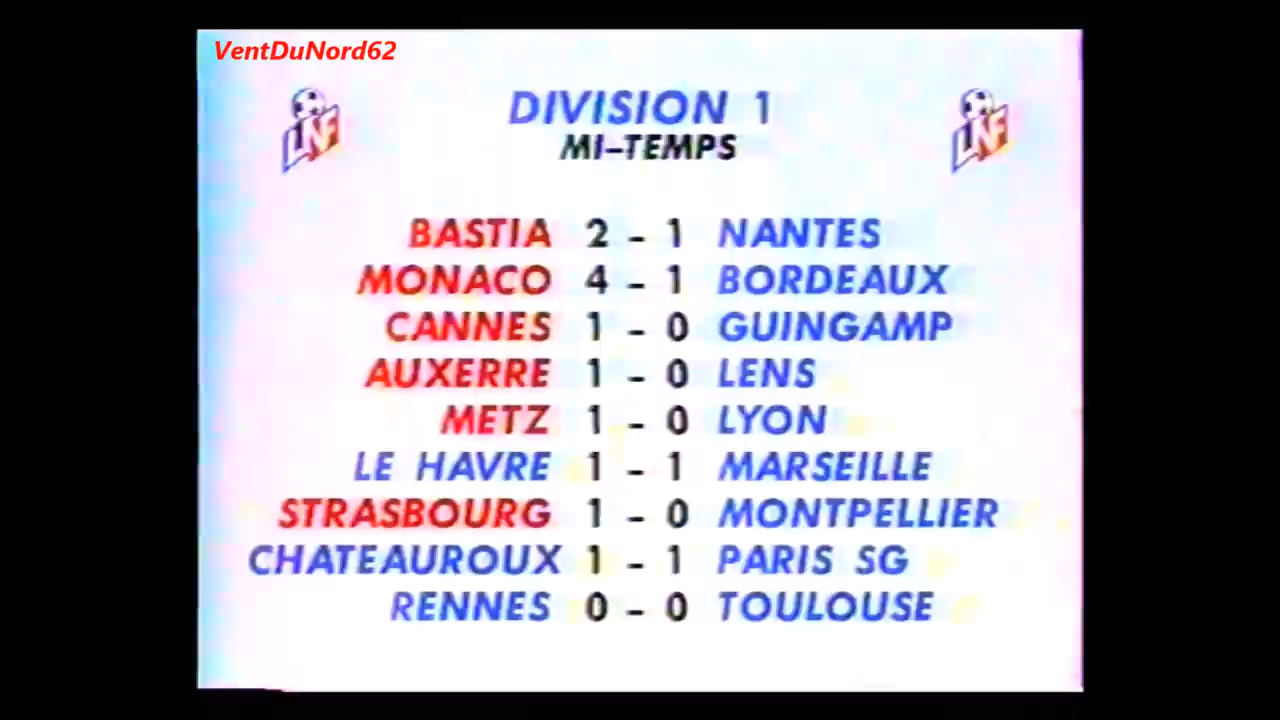 VentDuNord62
LNF LNF
DIVISION 1
MI-TEMPS
BASTIA 2 - 1 NANTES
MONACO 4 - 1 BORDEAUX
CANNES 1 - 0 GUINGAMP
AUXERRE 1 - 0 LENS
METZ 1 - 0 LYON
LE HAVRE 1 - 1 MARSEILLE
STRASBOURG 1 - 0 MONTPELLIER
CHATEAUROUX 1 - 1 PARIS SG
RENNES 0 - 0 TOULOUSE